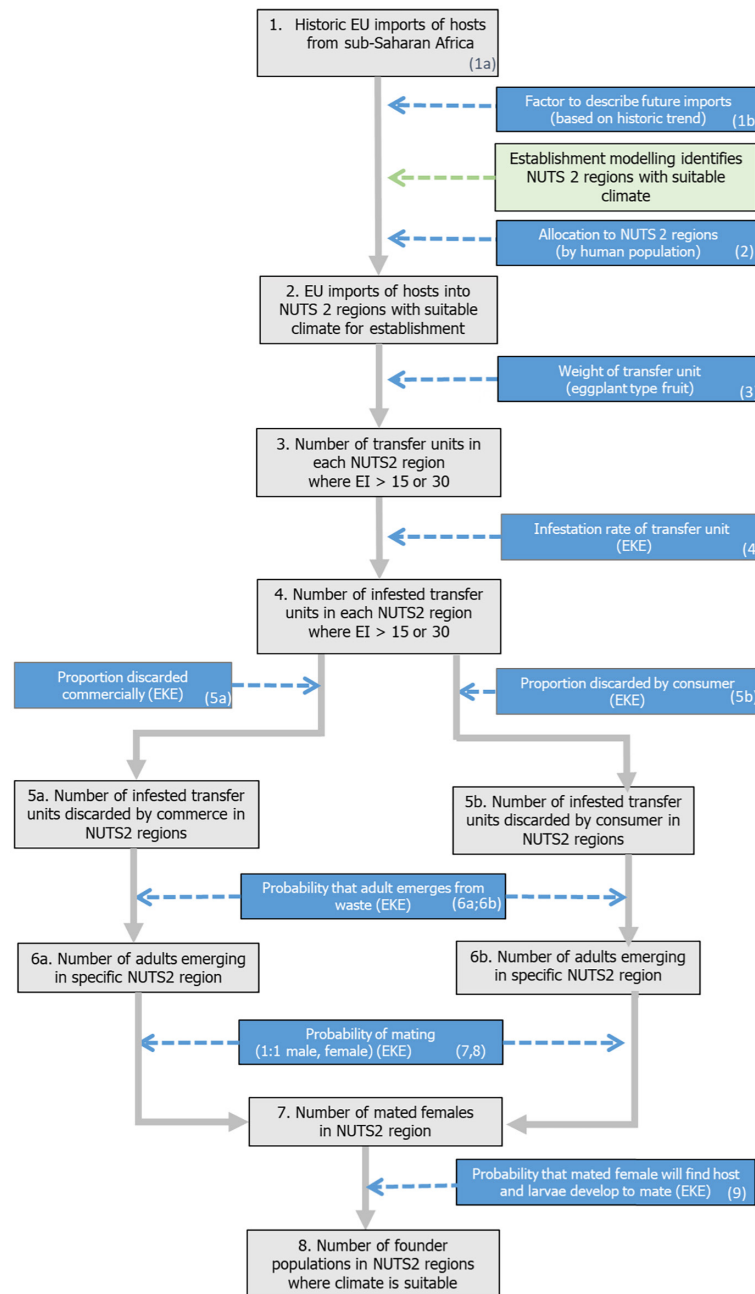 1. Historic EU imports of hosts
from sub-Saharan Africa
(1a)
Factor to describe future imports
(based on historic trend) (1b)
Establishment modelling identifies
NUTS 2 regions with suitable
climate
Allocation to NUTS 2 regions
(by human population) (2)
2. EU imports of hosts into
NUTS 2 regions with suitable
climate for establishment
Weight of transfer unit
(eggplant type fruit) (3
3. Number of transfer units in
each NUTS2 region
where EI > 15 or 30
Infestation rate of transfer unit
(EKE) (4
4. Number of infested transfer
units in each NUTS2 region
where EI > 15 or 30
Proportion discarded
commercially (EKE) (5a)
Proportion discarded by consumer
(EKE) (5b)
5a. Number of infested transfer
units discarded by commerce in
NUTS2 regions
5b. Number of infested transfer
units discarded by consumer in
NUTS2 regions
Probability that adult emerges from
waste (EKE) (6a;6b)
6a. Number of adults emerging
in specific NUTS2 region
6b. Number of adults emerging
in specific NUTS2 region
Probability of mating
(1:1 male, female) (EKE) (7,8)
7. Number of mated females
in NUTS2 region
Probability that mated female will find host
and larvae develop to mate (EKE) (9)
8. Number of founder
populations in NUTS2 regions
where climate is suitable